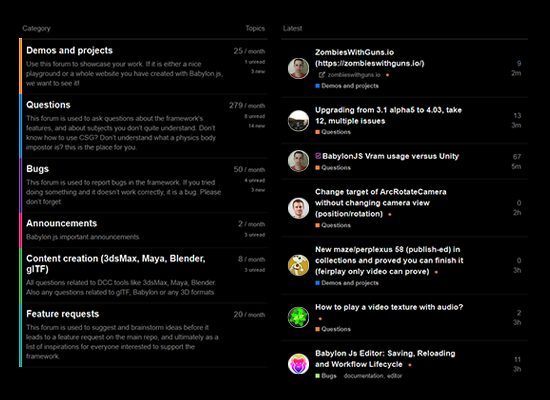 Category Topics
Demos and projects 25 / month
Use this forum to showcase your work. If it is either a nice 1 unread
playground or a whole website you have created with Babylon.js, 3 new
we want to see it!
Questions 279 / month
This forum is used to ask questions about the framework's 8 unread
features, and about subjects you don't quite understand. Don't 14 new
know how to use CSG? Don't understand what a physics
impostor is? this is the place for you.
Bugs 50 / month
This forum is used to report bugs in the framework. If you tried 4 unread
doing something and it doesn't work correctly, it is a bug. Please 3 new
don't forget:
Announcements 2 / month
Babylon.js important announcements 5 unread
Content creation (3dsMax, Maya, Blender, 8 / month
glTF) 3 unread
All questions related to DCC tools like 3dsMax, Maya, Blender.
Also any questions related to glTF, Babylon or any 3D formats
Feature requests 20 / month
This forum is used to suggest and brainstorm ideas before it
leads to a feature request on the main repo, and ultimately as a
list of inspirations for everyone interested to support the
framework.
Latest
ZombiesWithGuns.io
(https://zombieswithguns.io/) 9
zombieswithguns.io 2m
Demos and projects
Upgrading from 3.1 alpha5 to 4.03, take 13
12, multiple issues 3m
Questions
BabylonJS Vram usage versus Unity 67
Questions 5m
Change target of ArcRotateCamera
without changing camera view 0
(position/rotation) 2h
Questions
New maze/perplexus 58 (publish-ed) in
collections and proved you can finish it 0
(fairplay only video can prove) 3h
Demos and projects
How to play a video texture with audio? 2
3h
Questions
Babylon Js Editor: Saving, Reloading 11
and Workflow Lifecycle 3h
Bugs documentation, editor